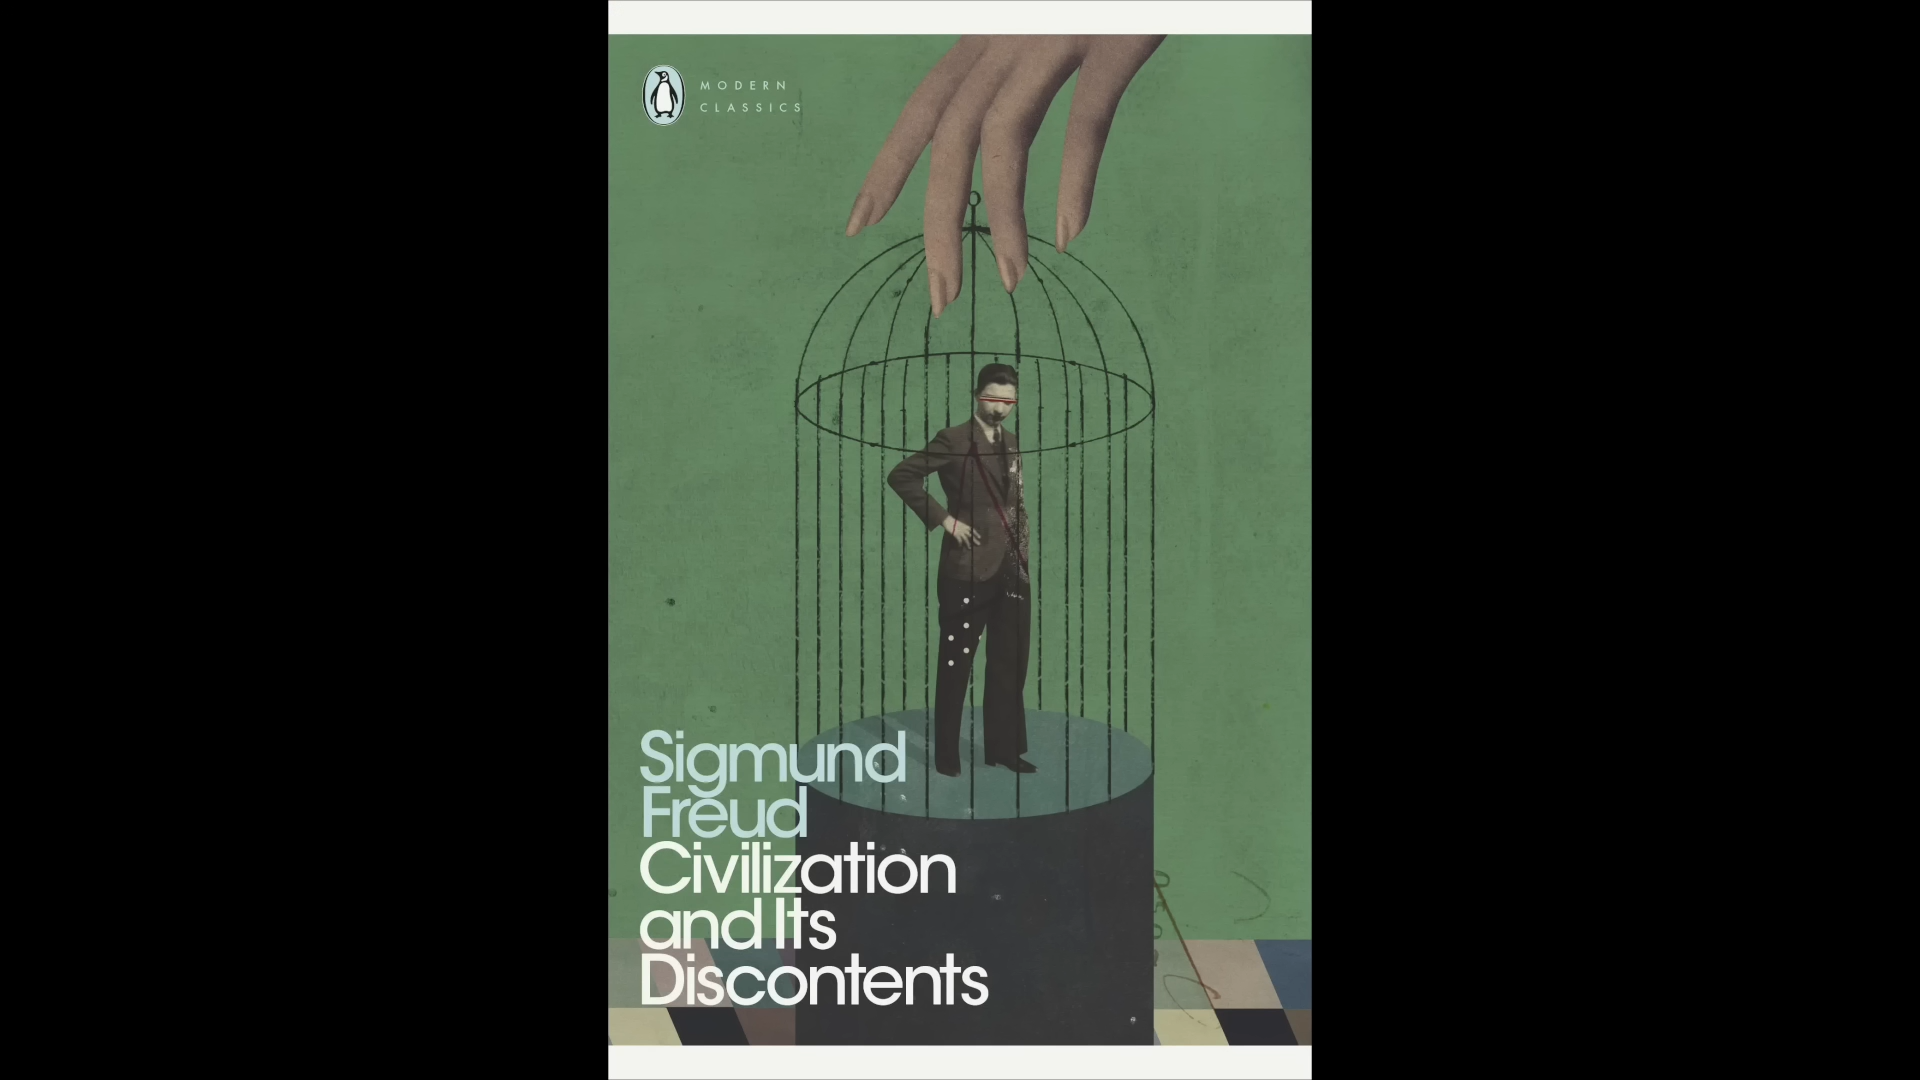 MODERN
CLASSICS
Sigmund
Freud
Civilization
and Its
Discontents